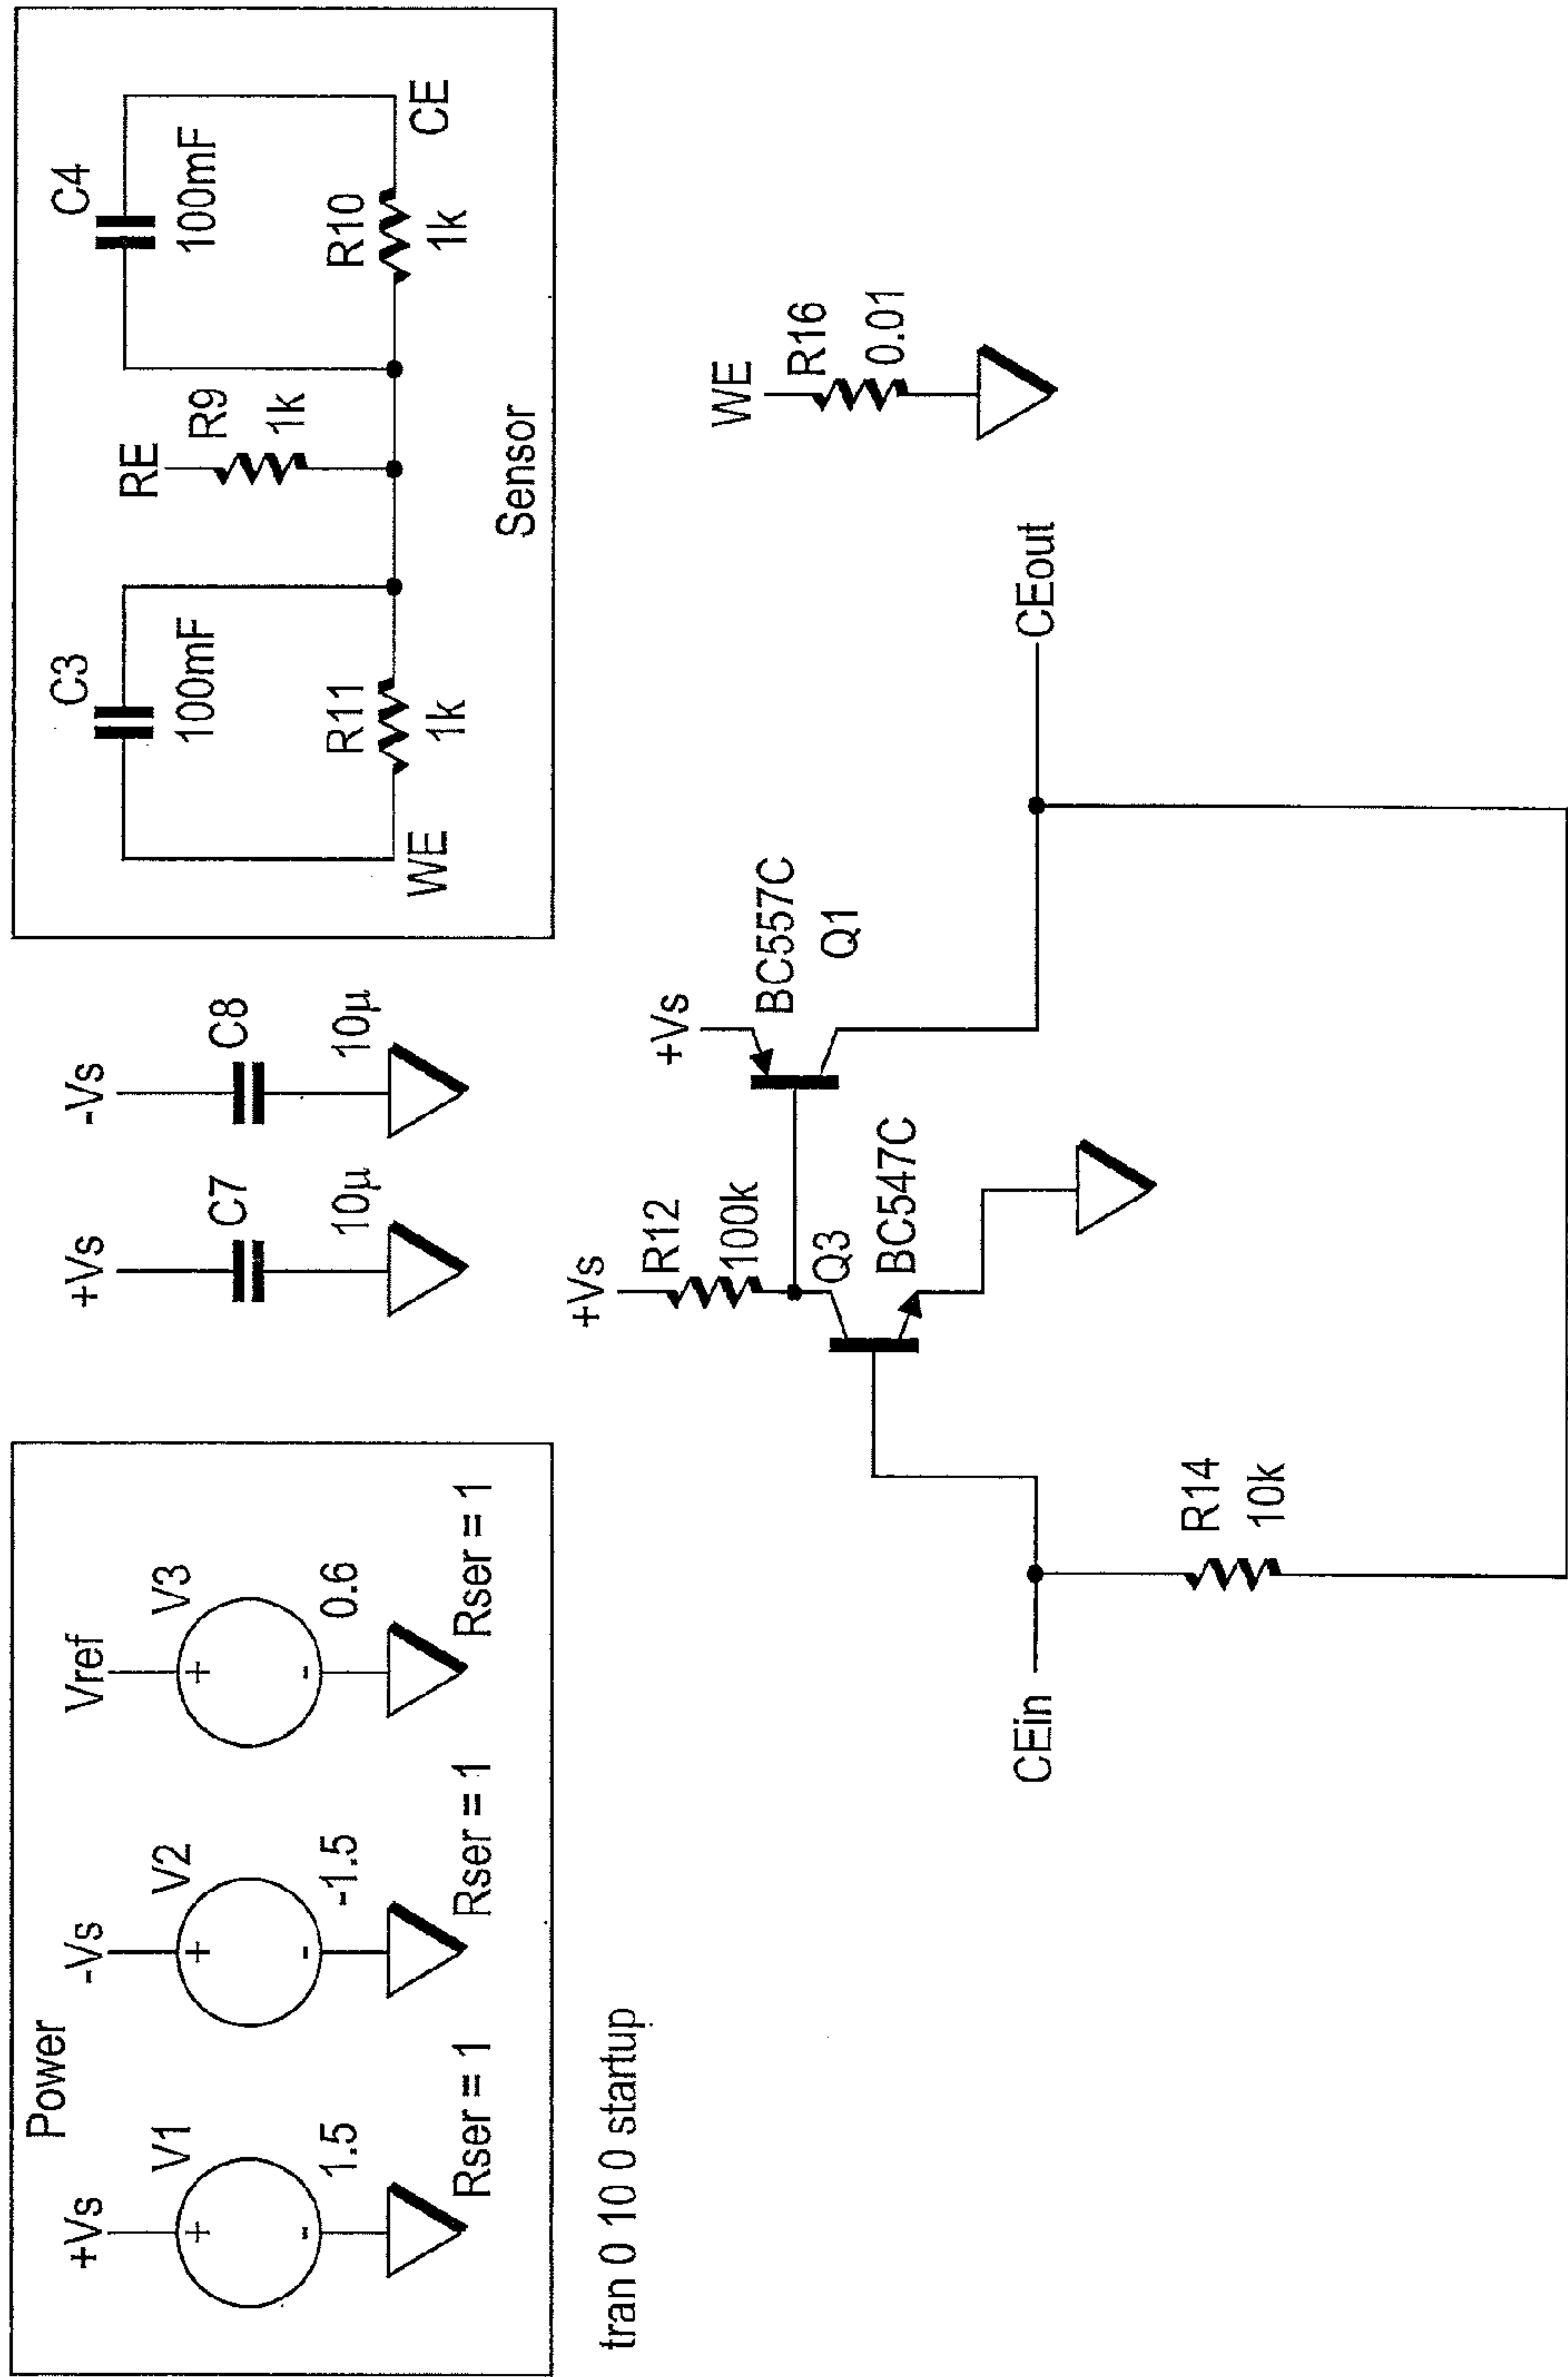 Power
+Vs
V1
1.5
Rser = 1
-Vs
V2
-1.5
Rser = 1
Vref
V3
0.6
Rser = 1
+Vs
C7
10µ
-Vs
C8
10µ
C3
100mF
R11
1k
WE
RE
R9
1k
C4
100mF
R10
1k
CE
Sensor
tran 0 10 0 startup
CEin
R14
10k
+Vs
R12
100k
Q3
BC547C
+Vs
BC557C
Q1
CEout
WE
R16
0.01